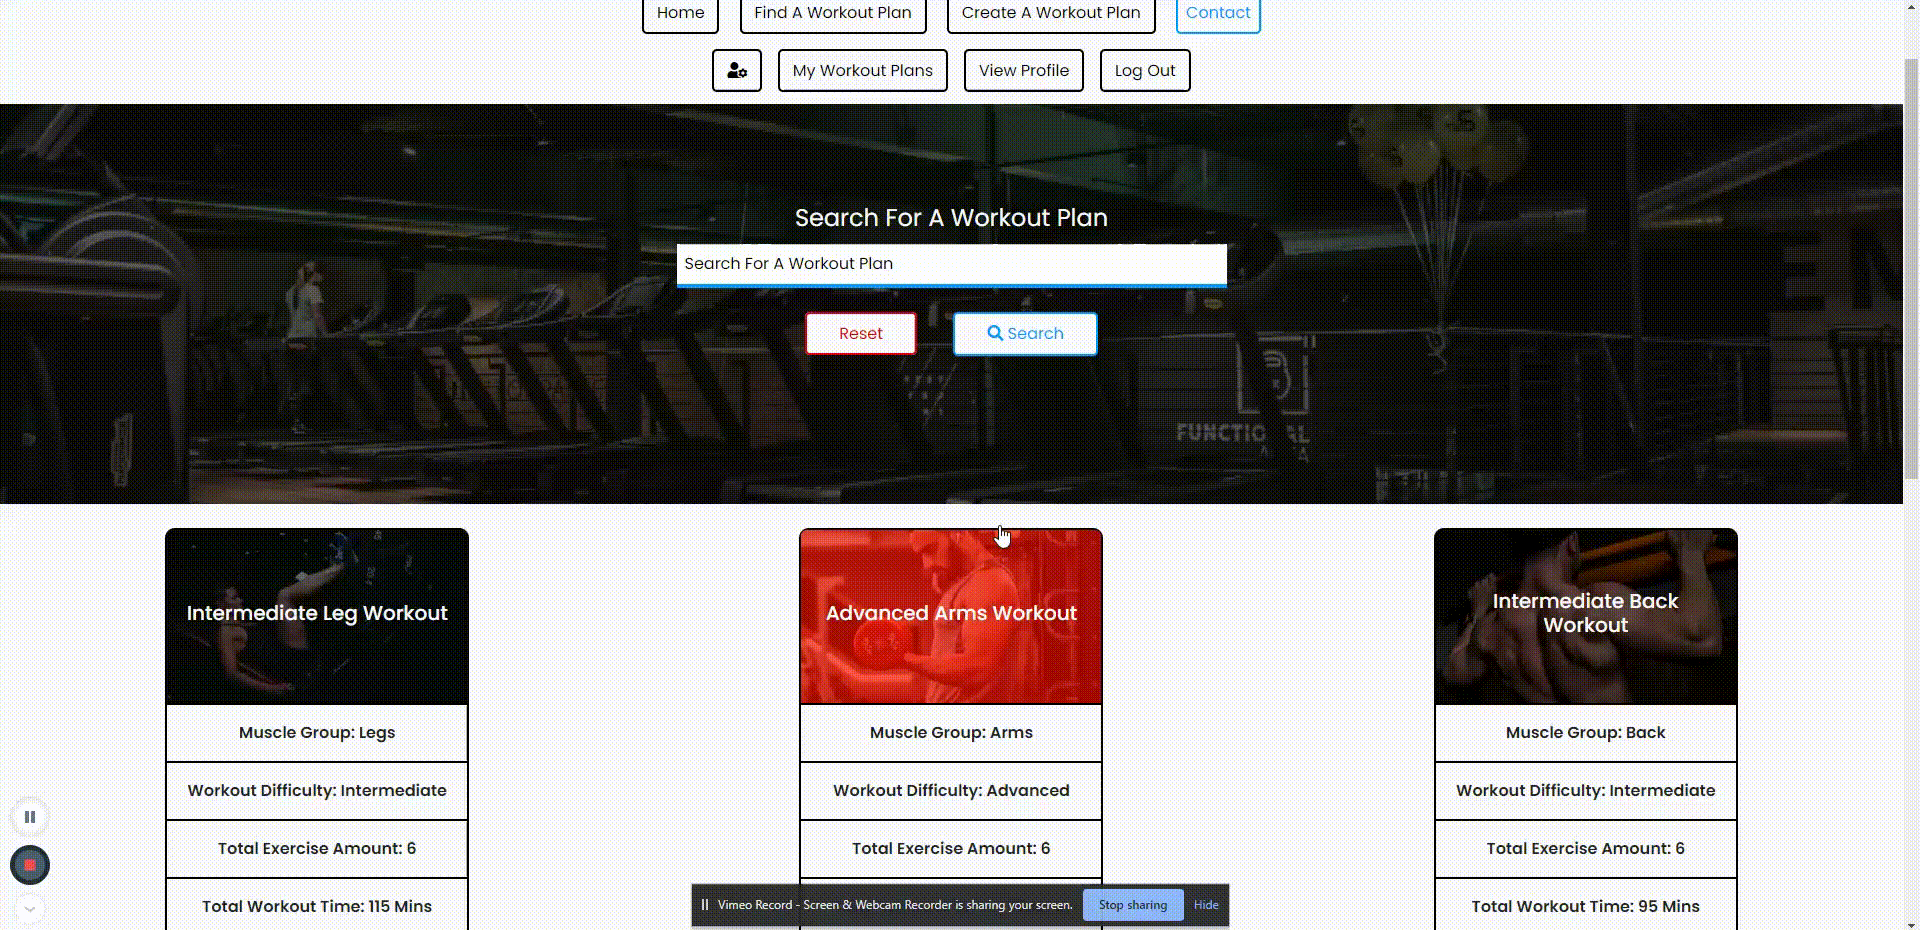 Home
Find A Workout Plan
Create A Workout Plan
Contact
My Workout Plans
View Profile
Log Out
Search For A Workout Plan
Search For A Workout Plan
Reset
Search
FUNCTIO AL
Intermediate Leg Workout
Muscle Group: Legs
Workout Difficulty: Intermediate
Total Exercise Amount: 6
Total Workout Time: 115 Mins
Advanced Arms Workout
Muscle Group: Arms
Workout Difficulty: Advanced
Total Exercise Amount: 6
Intermediate Back
Workout
Muscle Group: Back
Workout Difficulty: Intermediate
Total Exercise Amount: 6
Total Workout Time: 95 Mins
Vimeo Record - Screen & Webcam Recorder is sharing your screen.
Stop sharing
Hide